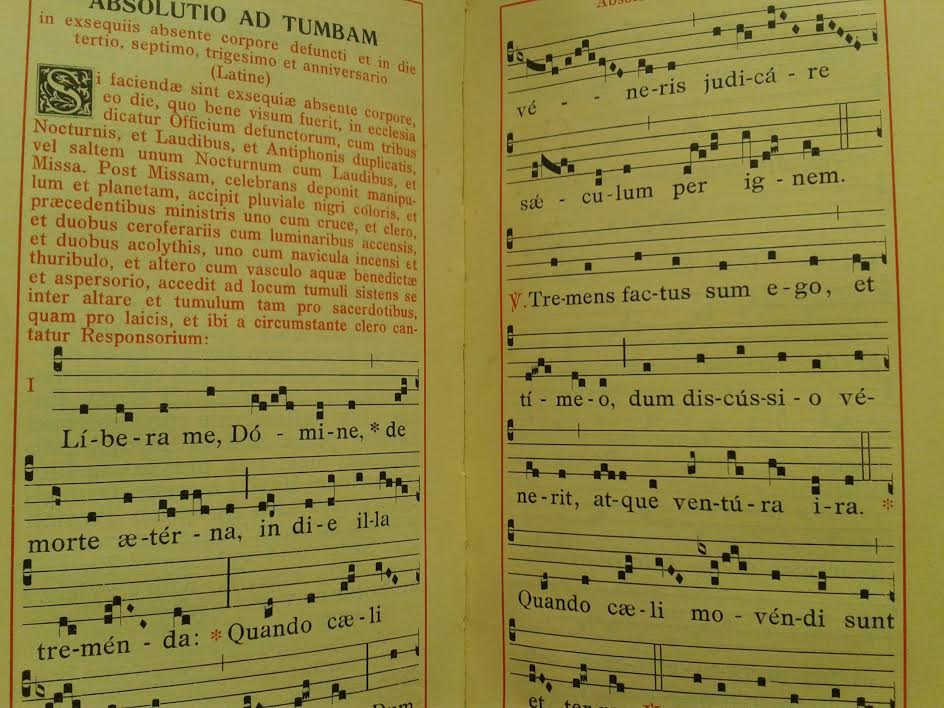 ABSOLUTIO AD TUMBAM
in exsequiis absente corpore defuncti et in die
tertio, septimo, trigesimo et anniversario
(Latine)
Si faciendæ sint exsequiæ absente corpore,
eo die, quo bene visum fuerit, in ecclesia
dicatur Officium defunctorum, cum tribus
Nocturnis, et Laudibus, et Antiphonis duplicatis,
vel saltem unum Nocturnum cum Laudibus, et
Missa. Post Missam, celebrans deponit manipu-
lum et planetam, accipit pluviale nigri coloris, et
præcedentibus ministris uno cum cruce, et clero,
et duobus ceroferariis cum luminaribus accensis,
et duobus acolythis, uno cum navicula incensi et
thuribulo, et altero cum vasculo aquæ benedictæ
et aspersorio, accedit ad locum tumuli sistens se
inter altare et tumulum tam pro sacerdotibus,
quam pro laicis, et ibi a circumstante clero can-
tatur Responsorium:
I
Lí-be-ra me, Dó - mi-ne, * de
morte æ-tér - na, in di-e il-la
tre-mén - da: * Quando cæ-li
Dum
vé - - ne-ris judi-cá - re
sǽ - cu-lum per ig - nem.
℣. Tre-mens fac-tus sum e-go, et
tí-me-o, dum dis-cús-si-o vé-
ne-rit, at-que ven-tú-ra i-ra. *
Quando cæ-li mo-vén-di sunt
et